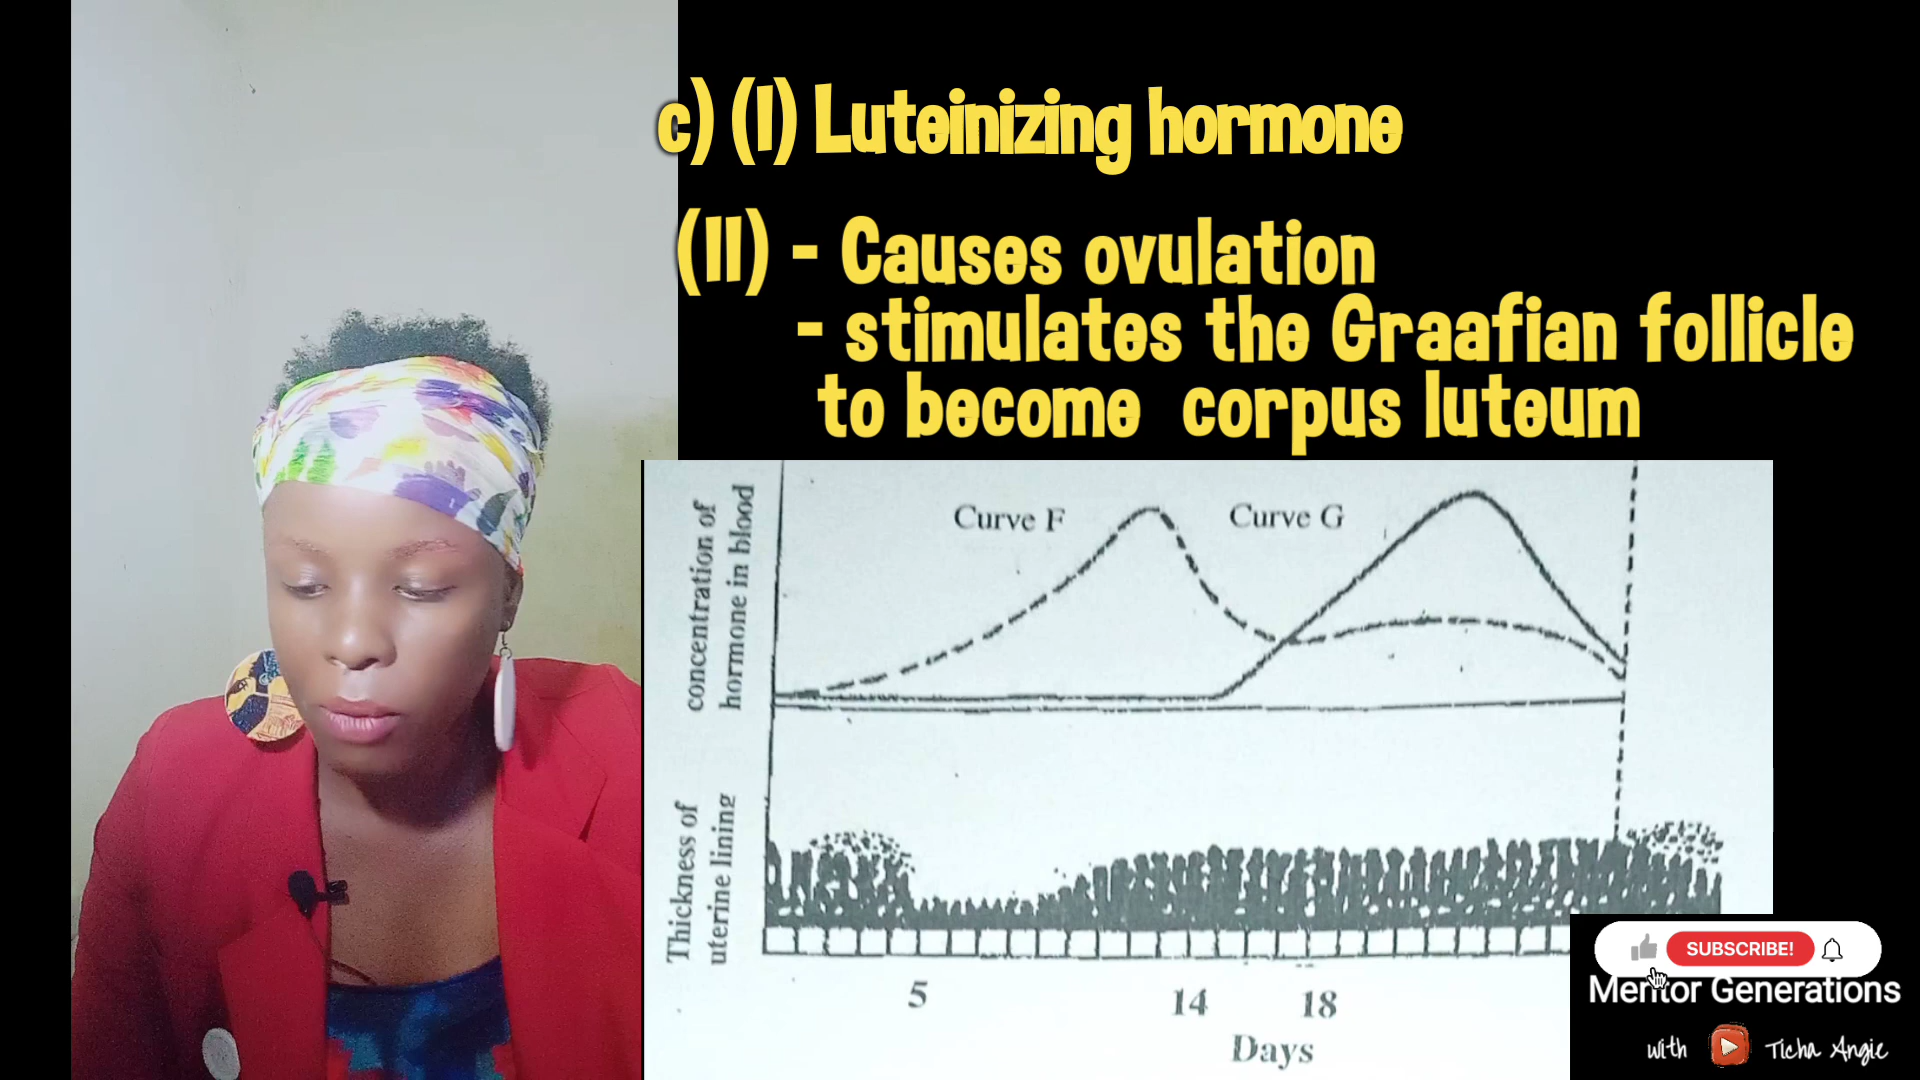 c) (I) Luteinizing hormone
(II) - Causes ovulation
- stimulates the Graafian follicle
to become corpus luteum
concentration of
hormone in blood
Curve F
Curve G
Thickness of
uterine lining
5
14
18
Days
SUBSCRIBE!
Mentor Generations
with Ticha Angie